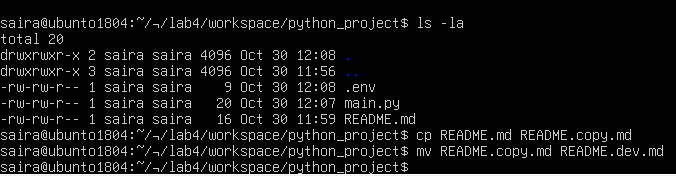 saira@ubunto1804:~/¬/lab4/workspace/python_project$ ls -la
total 20
drwxrwxr-x 2 saira saira 4096 Oct 30 12:08 .
drwxrwxr-x 3 saira saira 4096 Oct 30 11:56 ..
-rw-rw-r-- 1 saira saira    9 Oct 30 12:08 .env
-rw-rw-r-- 1 saira saira   20 Oct 30 12:07 main.py
-rw-rw-r-- 1 saira saira   16 Oct 30 11:59 README.md
saira@ubunto1804:~/¬/lab4/workspace/python_project$ cp README.md README.copy.md
saira@ubunto1804:~/¬/lab4/workspace/python_project$ mv README.copy.md README.dev.md
saira@ubunto1804:~/¬/lab4/workspace/python_project$